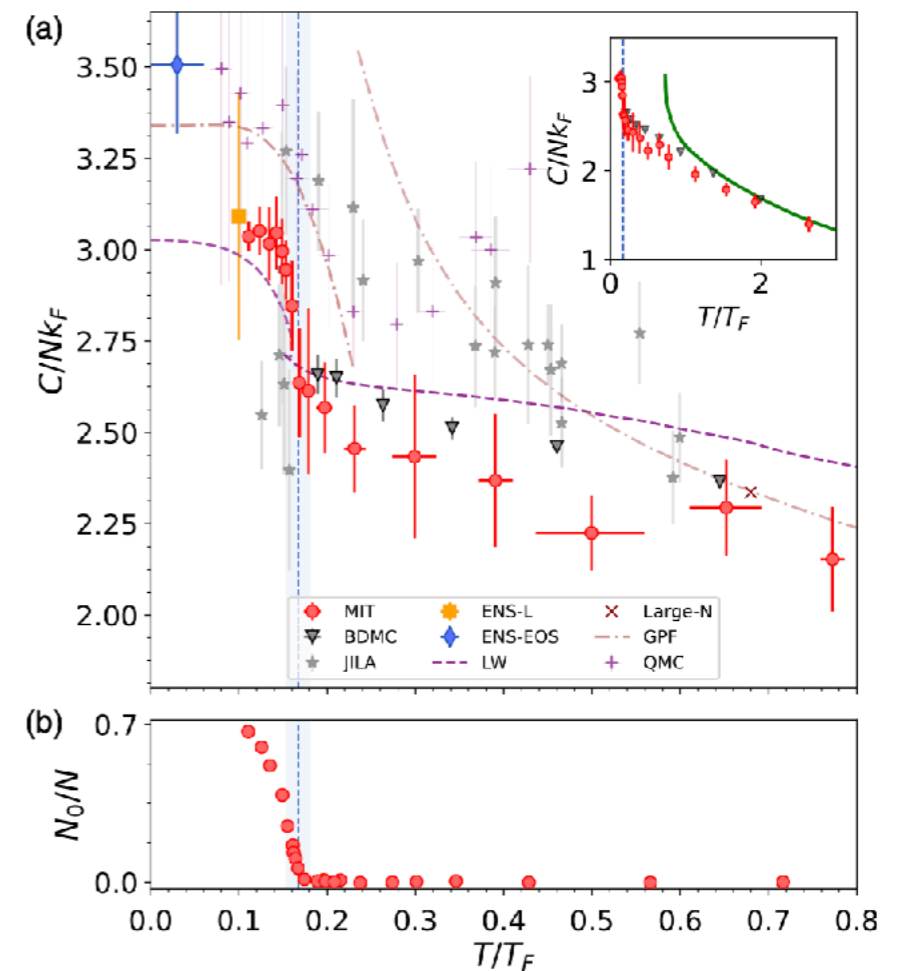 (a)
C/Nk_F
3.50
3.25
3.00
2.75
2.50
2.25
2.00
C/Nk_F
3
2
1
0
2
T/T_F
MIT
BDMC
JILA
ENS-L
ENS-EOS
LW
Large-N
GPF
QMC
(b)
N_0/N
0.7
0.0
0.0
0.1
0.2
0.3
0.4
0.5
0.6
0.7
0.8
T/T_F